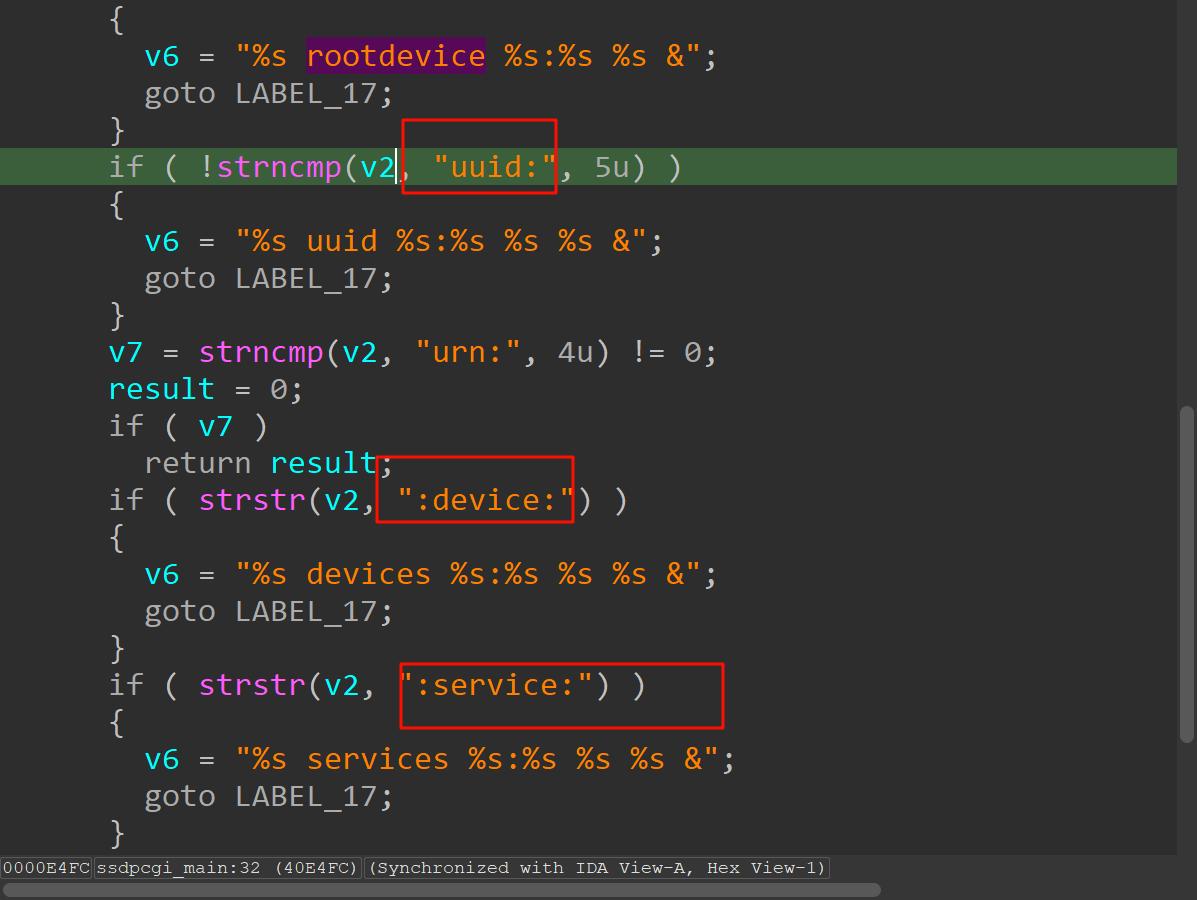 {
v6 = "%s rootdevice %s:%s %s &";
goto LABEL_17;
}
if ( !strncmp(v2, "uuid:", 5u) )
{
v6 = "%s uuid %s:%s %s %s &";
goto LABEL_17;
}
v7 = strncmp(v2, "urn:", 4u) != 0;
result = 0;
if ( v7 )
return result;
if ( strstr(v2, ":device:") )
{
v6 = "%s devices %s:%s %s %s &";
goto LABEL_17;
}
if ( strstr(v2, ":service:") )
{
v6 = "%s services %s:%s %s %s &";
goto LABEL_17;
}
0000E4FC ssdpcgi_main:32 (40E4FC) (Synchronized with IDA View-A, Hex View-1)